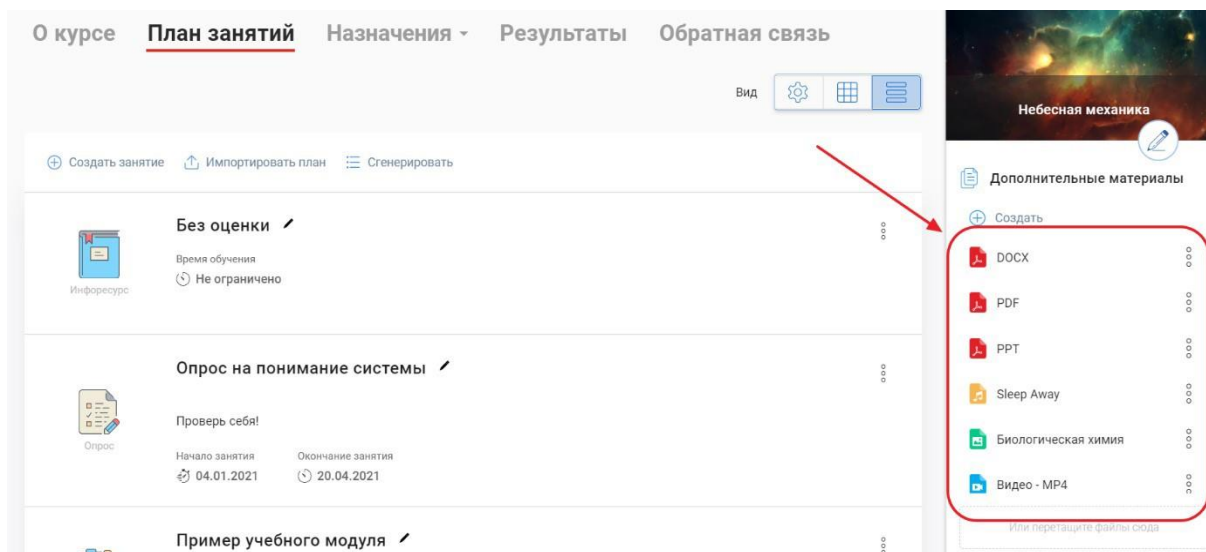 О курсе План занятий Назначения Результаты Обратная связь
Вид
Создать занятие Импортировать план Сгенерировать
Без оценки
Время обучения
Не ограничено
Инфоресурс
Опрос на понимание системы
Проверь себя!
Опрос
Начало занятия Окончание занятия
04.01.2021 20.04.2021
Пример учебного модуля
Небесная механика
Дополнительные материалы
Создать
DOCX
PDF
PPT
Sleep Away
Биологическая химия
Видео - MP4
Или перетащите файлы сюда